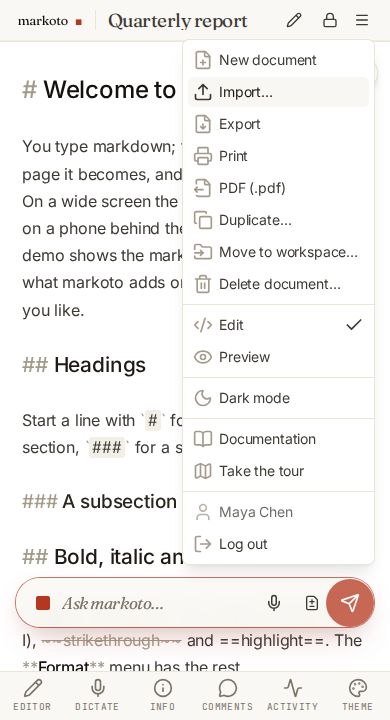 markoto
Quarterly report
# Welcome to
You type markdown;
page it becomes, and
On a wide screen the
on a phone behind the
demo shows the mark
what markoto adds o
you like.
## Headings
Start a line with `#` fo
section, `###` for a s
### A subsection
## Bold, italic an
New document
Import...
Export
Print
PDF (.pdf)
Duplicate...
Move to workspace...
Delete document...
Edit
Preview
Dark mode
Documentation
Take the tour
Maya Chen
Log out
Ask markoto...
I), ~~strikethrough~~ and ==highlight==. The
**Format** menu has the rest.
EDITOR DICTATE INFO COMMENTS ACTIVITY THEME